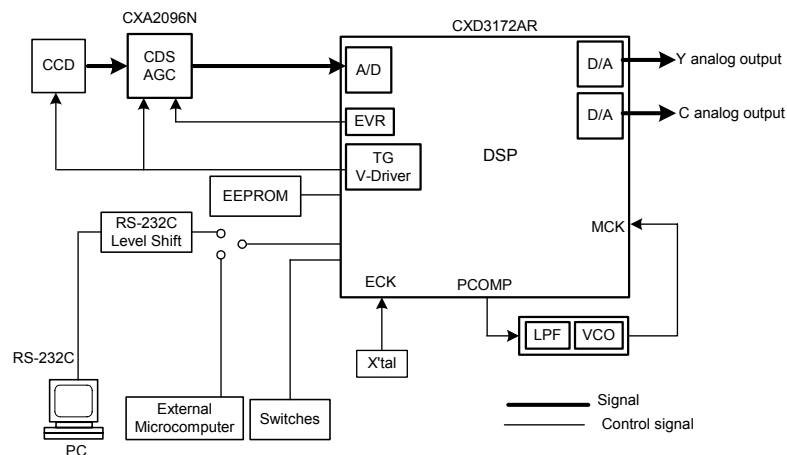 CXA2096N
CXD3172AR
CCD
CDS
AGC
A/D
D/A
Y analog output
D/A
C analog output
EVR
TG
V-Driver
DSP
EEPROM
RS-232C
Level Shift
MCK
ECK
PCOMP
LPF
VCO
X'tal
RS-232C
External
Microcomputer
Switches
PC
Signal
Control signal